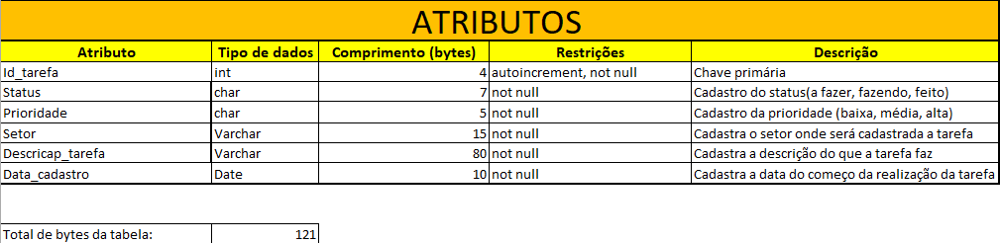 ATRIBUTOS
Atributo Tipo de dados Comprimento (bytes) Restrições Descrição
Id_tarefa int 4 autoincrement, not null Chave primária
Status char 7 not null Cadastro do status(a fazer, fazendo, feito)
Prioridade char 5 not null Cadastro da prioridade (baixa, média, alta)
Setor Varchar 15 not null Cadastra o setor onde será cadastrada a tarefa
Descricap_tarefa Varchar 80 not null Cadastra a descrição do que a tarefa faz
Data_cadastro Date 10 not null Cadastra a data do começo da realização da tarefa
Total de bytes da tabela: 121